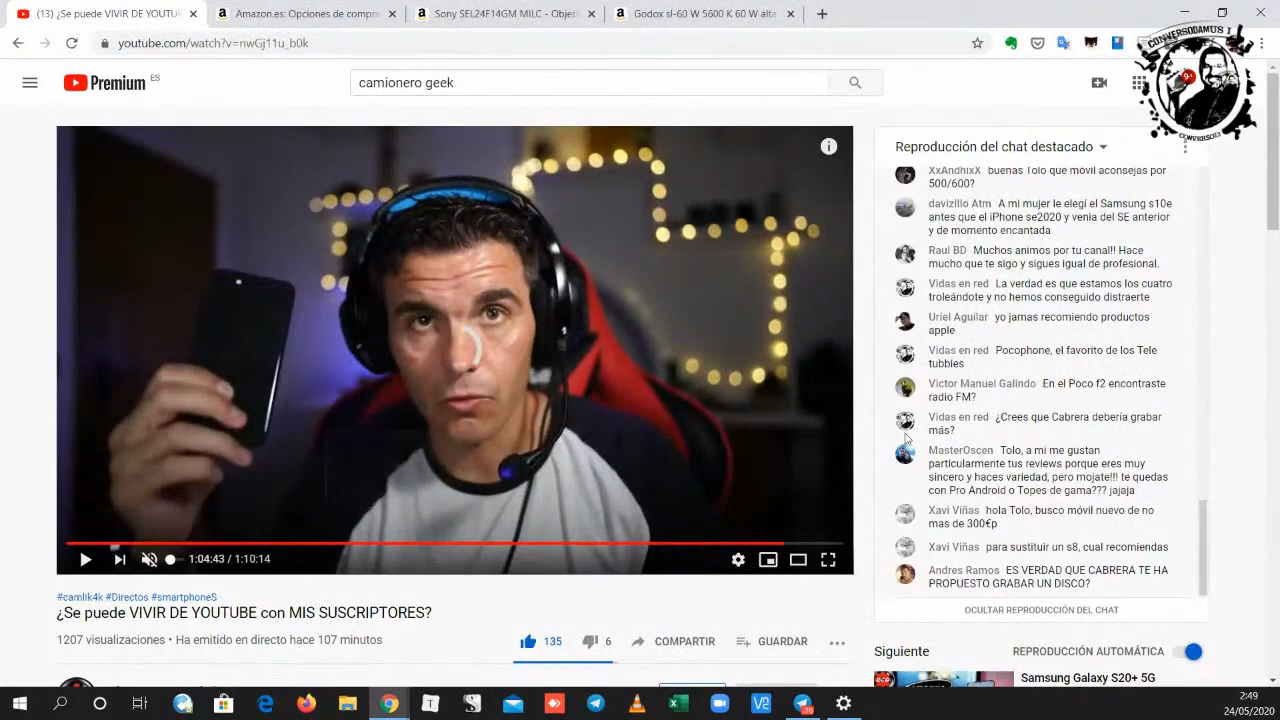 (13) ¿Se puede VIVIR DE YOUTUB
Amazon.es: Opciones de compra
Sony SEL24F14GM MILC - Objeti
Godox sl-60 W 5600 K 60 W alta
youtube.com/watch?v=nwGj11u_b0k
CONVERSODAMUS I
CONVERSO72
9+
Premium ES
camionero geek
Reproducción del chat destacado
XxAndhixX buenas Tolo que móvil aconsejas por
500/600?
davizillo Atm A mi mujer le elegí el Samsung s10e
antes que el iPhone se2020 y venia del SE anterior
y de momento encantada
Raul BD Muchos animos por tu canal!! Hace
mucho que te sigo y sigues igual de profesional.
Vidas en red La verdad es que estamos los cuatro
troleándote y no hemos conseguido distraerte
Uriel Aguilar yo jamas recomiendo productos
apple
Vidas en red Pocophone, el favorito de los Tele
tubbies
Victor Manuel Galindo En el Poco f2 encontraste
radio FM?
Vidas en red ¿Crees que Cabrera debería grabar
más?
MasterOscen Tolo, a mi me gustan
particularmente tus reviews porque eres muy
sincero y haces variedad, pero mojate!!! te quedas
con Pro Android o Topes de gama??? jajaja
Xavi Viñas hola Tolo, busco móvil nuevo de no
mas de 300€p
Xavi Viñas para sustituir un s8, cual recomiendas
Andres Ramos ES VERDAD QUE CABRERA TE HA
PROPUESTO GRABAR UN DISCO?
OCULTAR REPRODUCCIÓN DEL CHAT
1:04:43 / 1:10:14
#camlik4k #Directos #smartphoneS
¿Se puede VIVIR DE YOUTUBE con MIS SUSCRIPTORES?
1207 visualizaciones • Ha emitido en directo hace 107 minutos
135
6
COMPARTIR
GUARDAR
Siguiente
REPRODUCCIÓN AUTOMÁTICA
Samsung Galaxy S20+ 5G
2:49
24/05/2020